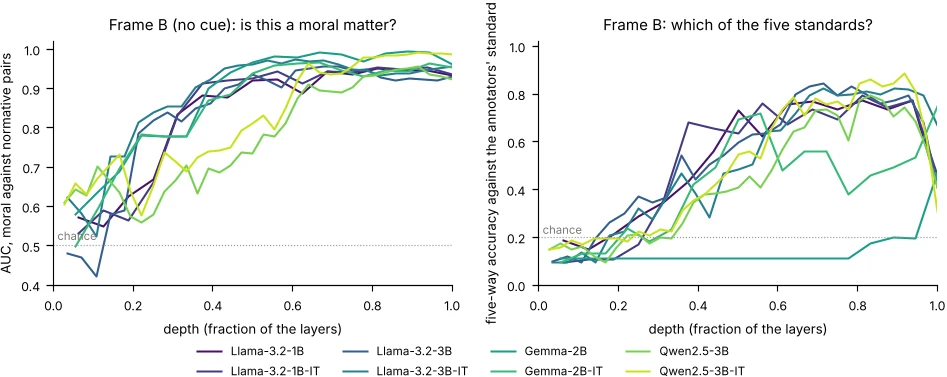 Frame B (no cue): is this a moral matter?
AUC, moral against normative pairs
1.0
0.9
0.8
0.7
0.6
0.5
0.4
chance
0.0 0.2 0.4 0.6 0.8 1.0
depth (fraction of the layers)
Frame B: which of the five standards?
five-way accuracy against the annotators' standard
1.0
0.8
0.6
0.4
0.2
0.0
chance
0.0 0.2 0.4 0.6 0.8 1.0
depth (fraction of the layers)
Llama-3.2-1B Llama-3.2-3B Gemma-2B Qwen2.5-3B
Llama-3.2-1B-IT Llama-3.2-3B-IT Gemma-2B-IT Qwen2.5-3B-IT